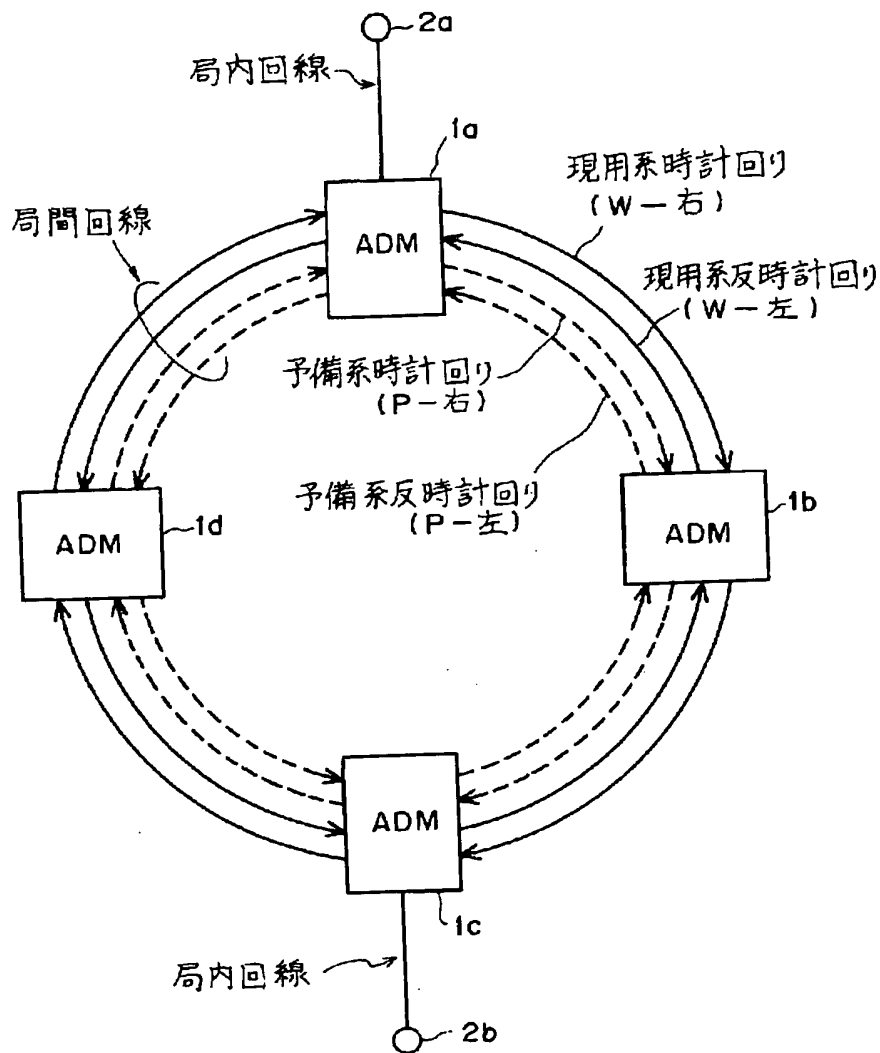 2a
局内回線
1a
ADM
現用系時計回り
(W-右)
局間回線
現用系反時計回り
(W-左)
予備系時計回り
(P-右)
予備系反時計回り
(P-左)
ADM
1d
ADM
1b
ADM
1c
局内回線
2b